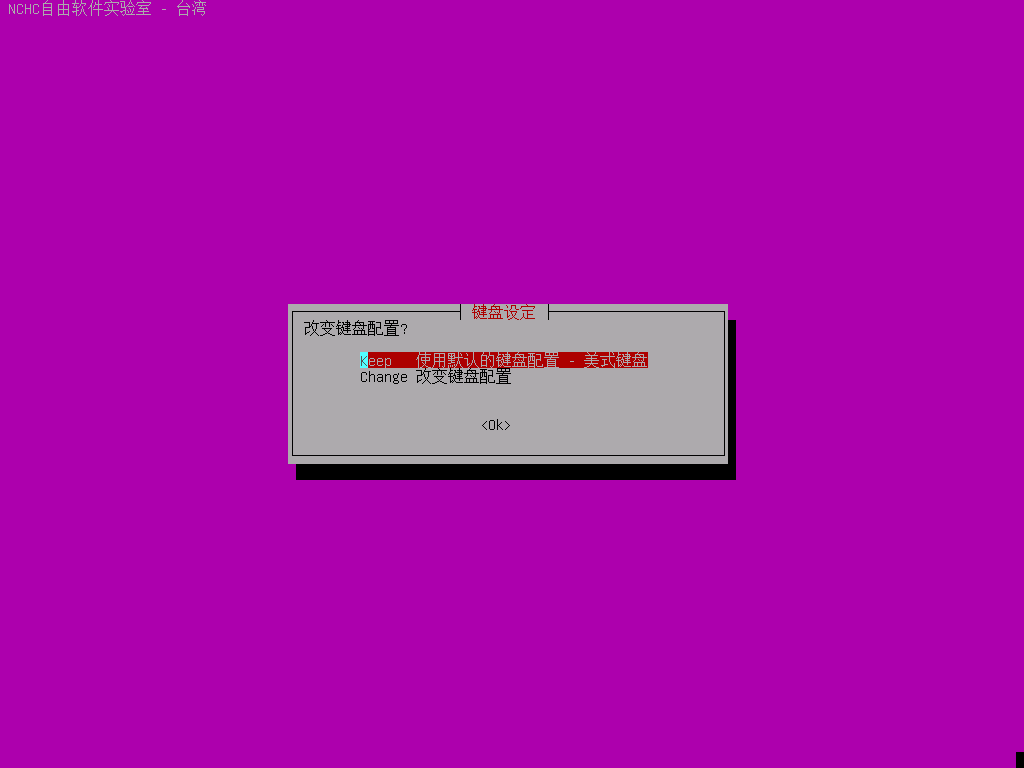 NCHC自由软件实验室 - 台湾
键盘设定
改变键盘配置?
Keep 使用默认的键盘配置 - 美式键盘
Change 改变键盘配置
<Ok>